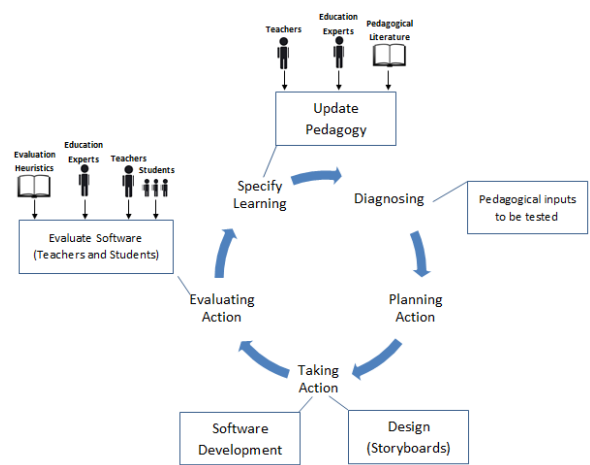 Teachers
Education
Experts
Pedagogical
Literature
Update
Pedagogy
Evaluation
Heuristics
Education
Experts
Teachers
Students
Evaluate Software
(Teachers and Students)
Specify
Learning
Diagnosing
Pedagogical inputs
to be tested
Evaluating
Action
Planning
Action
Taking
Action
Software
Development
Design
(Storyboards)